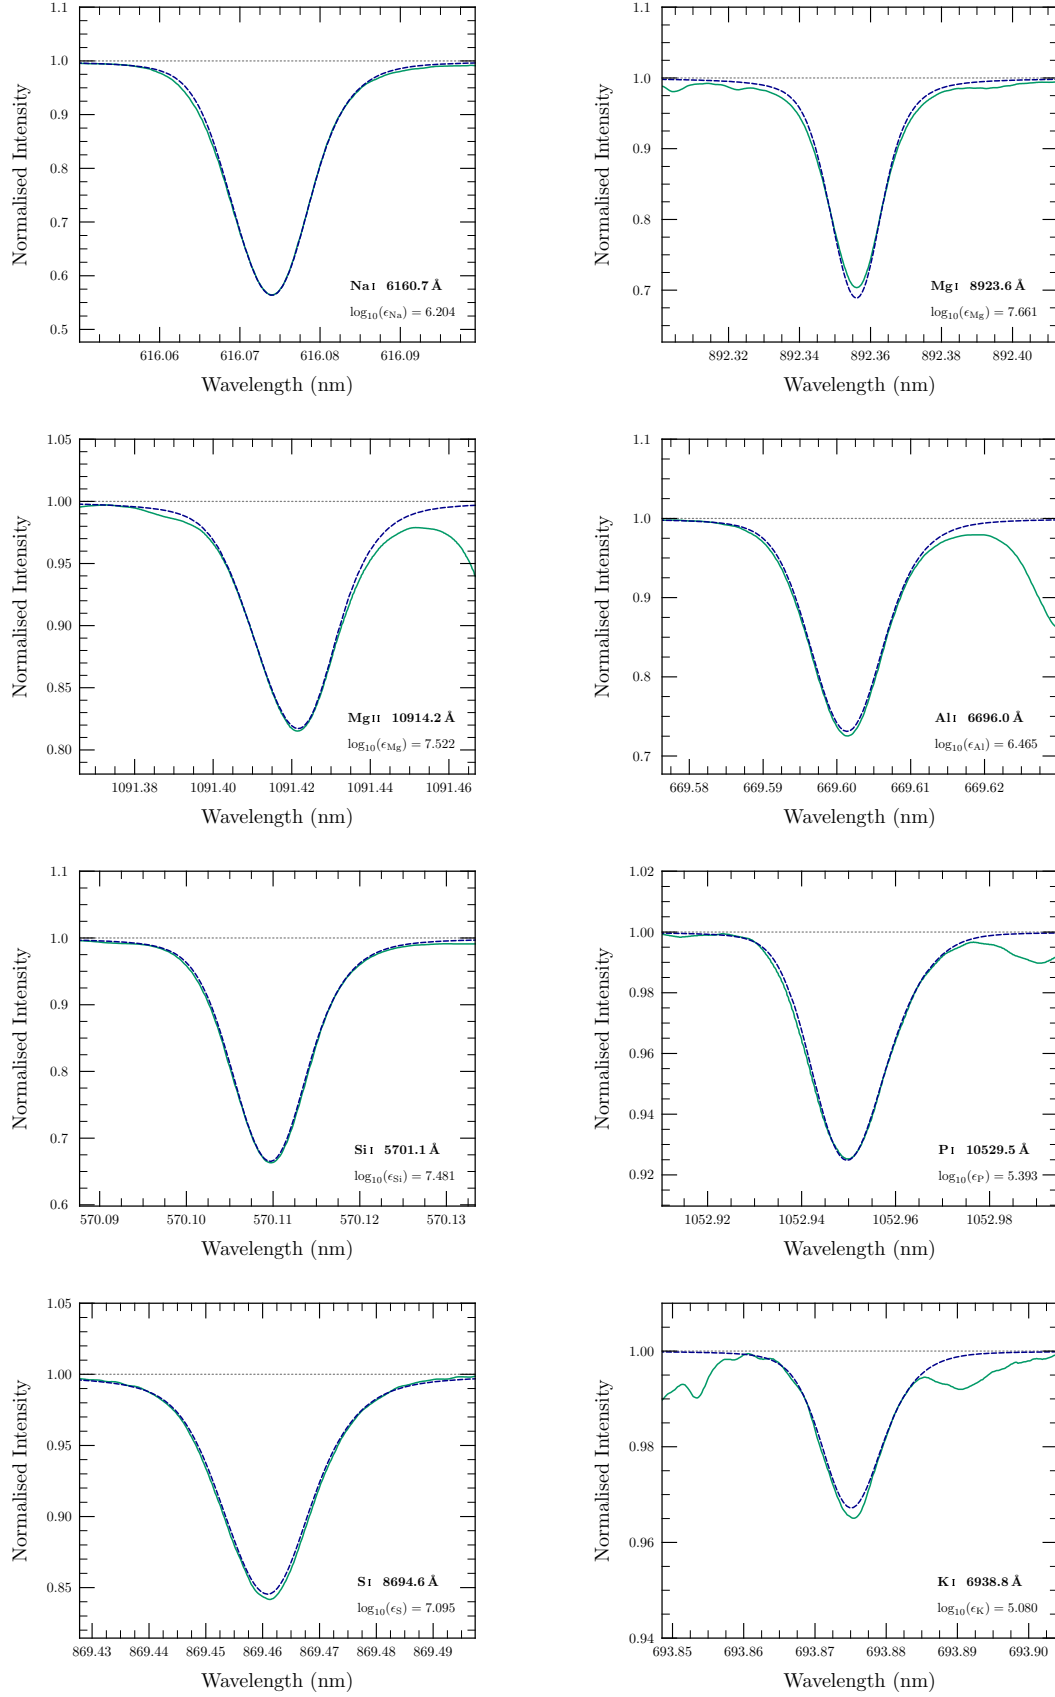 1.1
1.0
0.9
0.8
0.7
0.6
0.5
Normalised Intensity
616.06 616.07 616.08 616.09
Wavelength (nm)
Na I 6160.7 Å
log₁₀(ϵ_Na) = 6.204
1.1
1.0
0.9
0.8
0.7
Normalised Intensity
892.32 892.34 892.36 892.38 892.40
Wavelength (nm)
Mg I 8923.6 Å
log₁₀(ϵ_Mg) = 7.661
1.05
1.00
0.95
0.90
0.85
0.80
Normalised Intensity
1091.38 1091.40 1091.42 1091.44 1091.46
Wavelength (nm)
Mg II 10914.2 Å
log₁₀(ϵ_Mg) = 7.522
1.1
1.0
0.9
0.8
0.7
Normalised Intensity
669.58 669.59 669.60 669.61 669.62
Wavelength (nm)
Al I 6696.0 Å
log₁₀(ϵ_Al) = 6.465
1.1
1.0
0.9
0.8
0.7
0.6
Normalised Intensity
570.09 570.10 570.11 570.12 570.13
Wavelength (nm)
Si I 5701.1 Å
log₁₀(ϵ_Si) = 7.481
1.02
1.00
0.98
0.96
0.94
0.92
Normalised Intensity
1052.92 1052.94 1052.96 1052.98
Wavelength (nm)
P I 10529.5 Å
log₁₀(ϵ_P) = 5.393
1.05
1.00
0.95
0.90
0.85
Normalised Intensity
869.43 869.44 869.45 869.46 869.47 869.48 869.49
Wavelength (nm)
S I 8694.6 Å
log₁₀(ϵ_S) = 7.095
1.00
0.98
0.96
0.94
Normalised Intensity
693.85 693.86 693.87 693.88 693.89 693.90
Wavelength (nm)
K I 6938.8 Å
log₁₀(ϵ_K) = 5.080